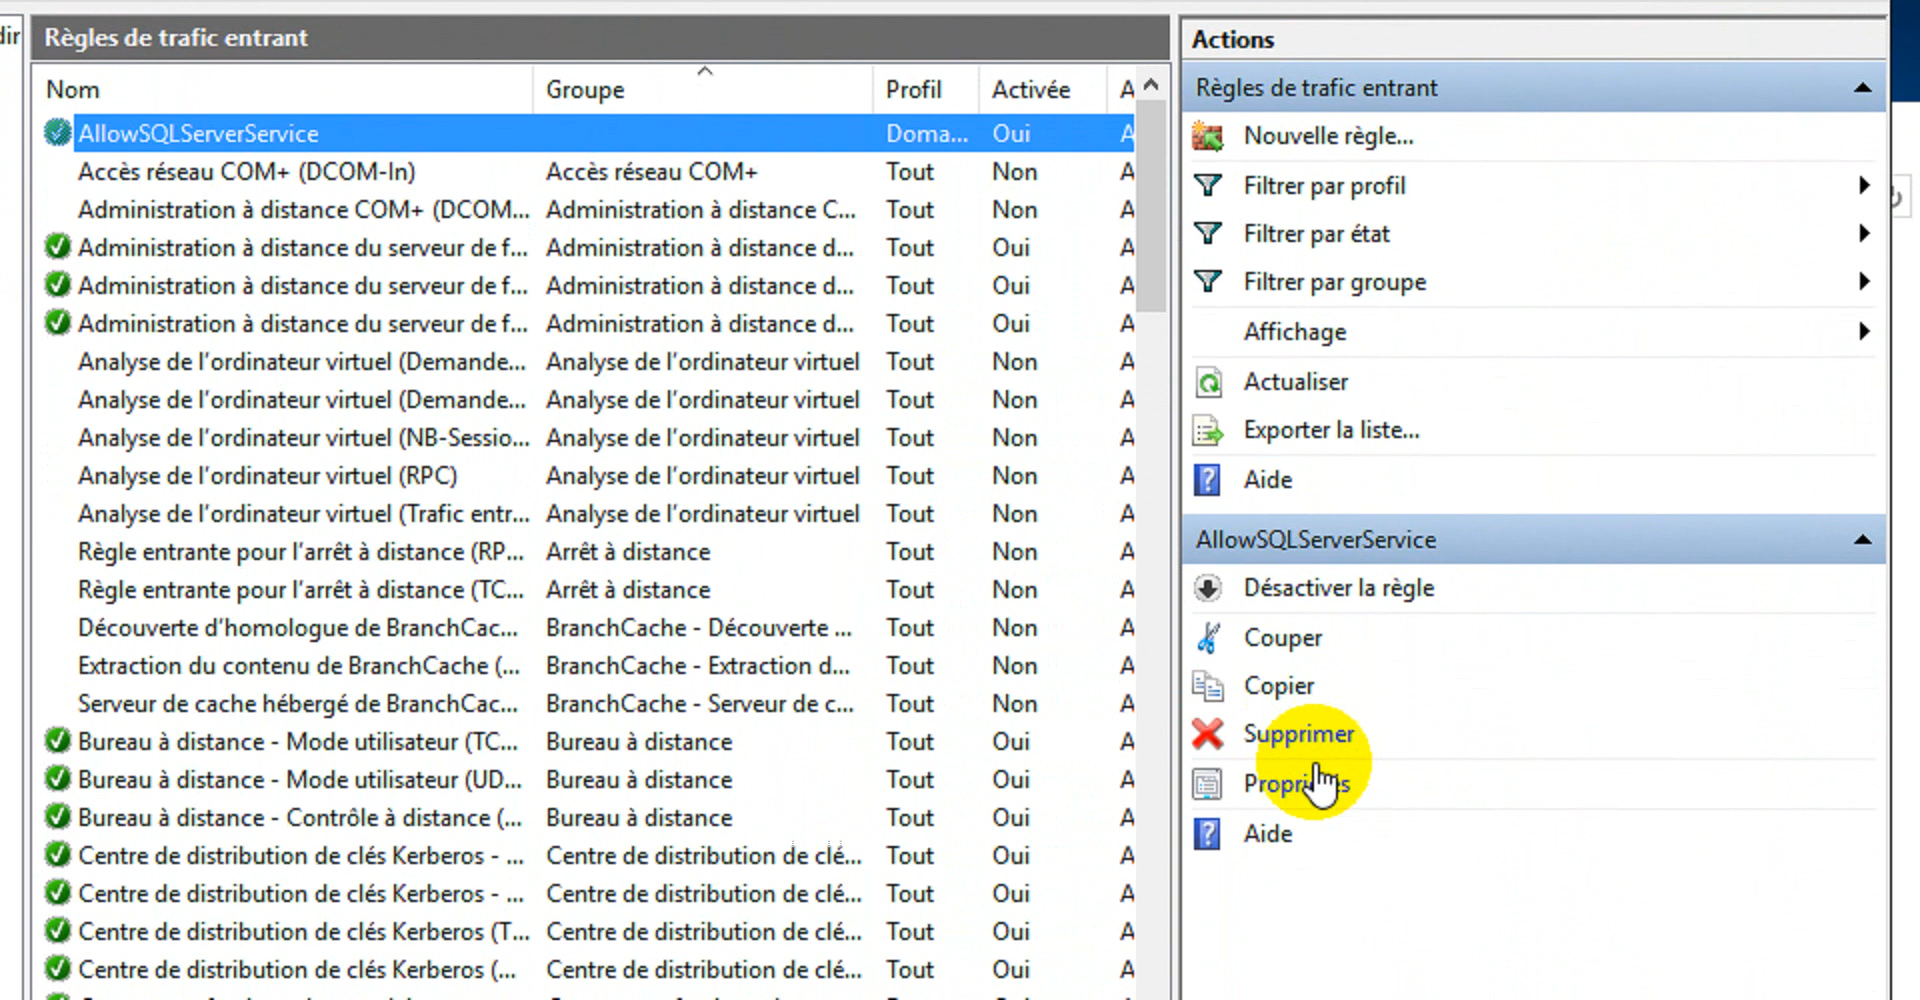 dir
Règles de trafic entrant
Nom Groupe Profil Activée A
AllowSQLServerService Doma... Oui A
Accès réseau COM+ (DCOM-In) Accès réseau COM+ Tout Non A
Administration à distance COM+ (DCOM... Administration à distance C... Tout Non A
Administration à distance du serveur de f... Administration à distance d... Tout Oui A
Administration à distance du serveur de f... Administration à distance d... Tout Oui A
Administration à distance du serveur de f... Administration à distance d... Tout Oui A
Analyse de l'ordinateur virtuel (Demande... Analyse de l'ordinateur virtuel Tout Non A
Analyse de l'ordinateur virtuel (Demande... Analyse de l'ordinateur virtuel Tout Non A
Analyse de l'ordinateur virtuel (NB-Sessio... Analyse de l'ordinateur virtuel Tout Non A
Analyse de l'ordinateur virtuel (RPC) Analyse de l'ordinateur virtuel Tout Non A
Analyse de l'ordinateur virtuel (Trafic entr... Analyse de l'ordinateur virtuel Tout Non A
Règle entrante pour l'arrêt à distance (RP... Arrêt à distance Tout Non A
Règle entrante pour l'arrêt à distance (TC... Arrêt à distance Tout Non A
Découverte d'homologue de BranchCac... BranchCache - Découverte ... Tout Non A
Extraction du contenu de BranchCache (... BranchCache - Extraction d... Tout Non A
Serveur de cache hébergé de BranchCac... BranchCache - Serveur de c... Tout Non A
Bureau à distance - Mode utilisateur (TC... Bureau à distance Tout Oui A
Bureau à distance - Mode utilisateur (UD... Bureau à distance Tout Oui A
Bureau à distance - Contrôle à distance (... Bureau à distance Tout Oui A
Centre de distribution de clés Kerberos - ... Centre de distribution de clé... Tout Oui A
Centre de distribution de clés Kerberos - ... Centre de distribution de clé... Tout Oui A
Centre de distribution de clés Kerberos (T... Centre de distribution de clé... Tout Oui A
Centre de distribution de clés Kerberos (... Centre de distribution de clé... Tout Oui A
Actions
Règles de trafic entrant
Nouvelle règle...
Filtrer par profil
Filtrer par état
Filtrer par groupe
Affichage
Actualiser
Exporter la liste...
Aide
AllowSQLServerService
Désactiver la règle
Couper
Copier
Supprimer
Propriétés
Aide